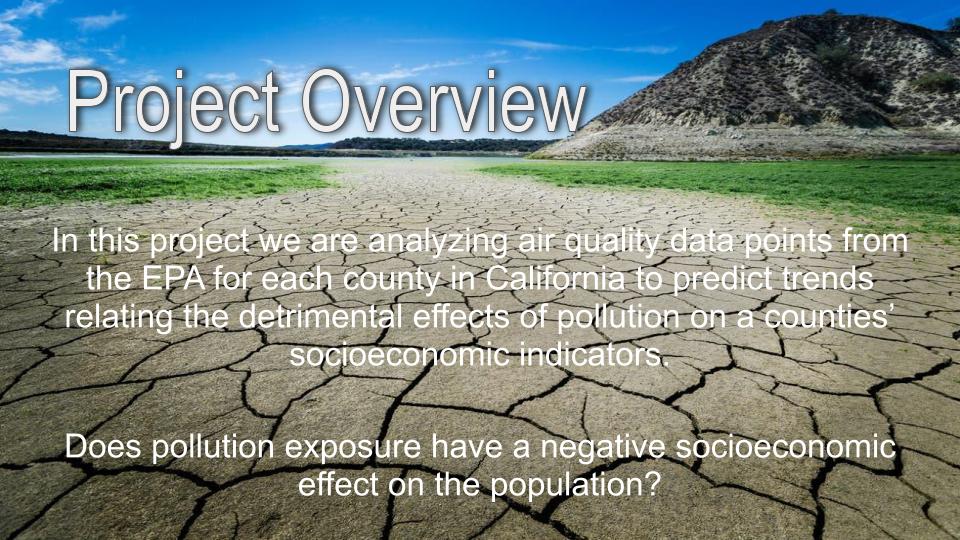 Project Overview
In this project we are analyzing air quality data points from
the EPA for each county in California to predict trends
relating the detrimental effects of pollution on a counties’
socioeconomic indicators.
Does pollution exposure have a negative socioeconomic
effect on the population?